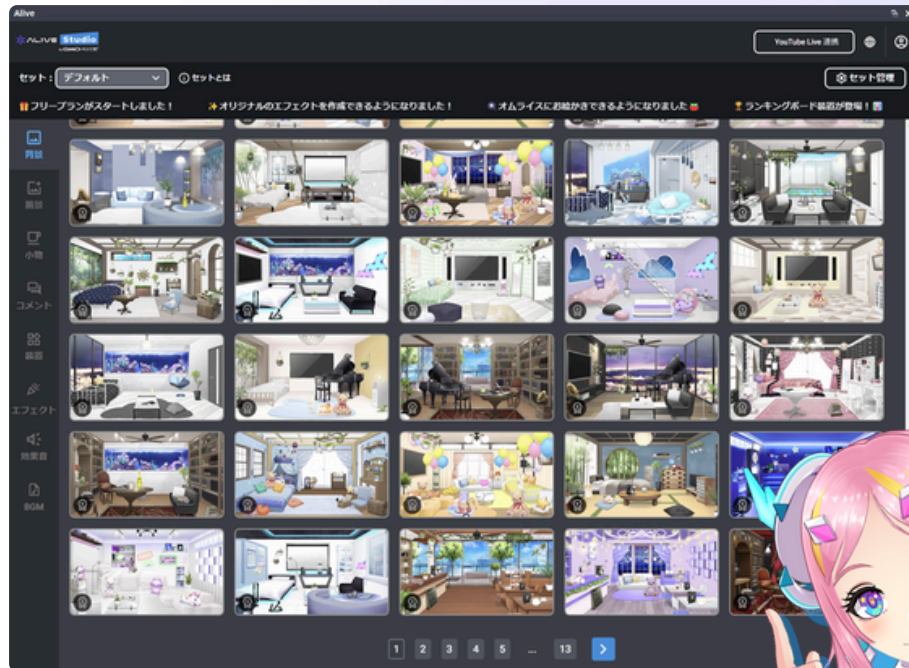 Alive
ALIVE Studio
YouTube Live 連携
セット: デフォルト
セットとは
セット管理
フリープランがスタートしました!
オリジナルのエフェクトを作成できるようになりました!
オムライスにお絵かきできるようになりました
ランキングボード装置が登場!
背景
前景
小物
コメント
装置
エフェクト
効果音
BGM
1 2 3 4 5 ... 13